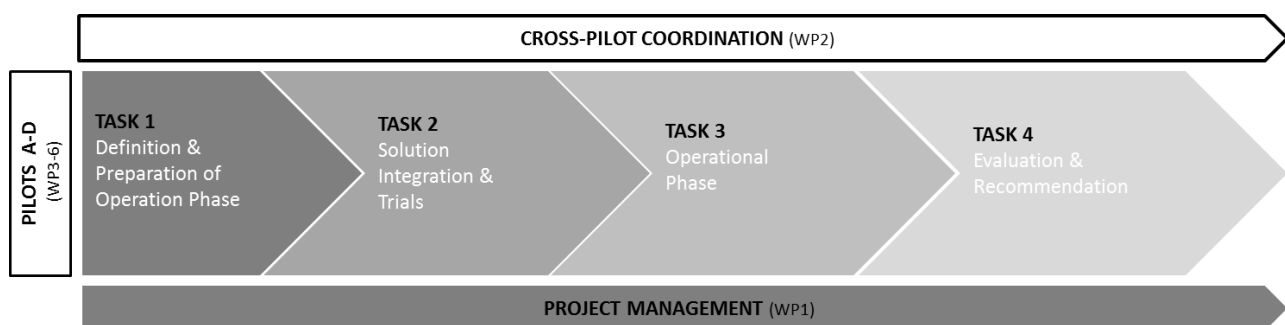 CROSS-PILOT COORDINATION (WP2)
PILOTS A-D
(WP3-6)
TASK 1
Definition &
Preparation of
Operation Phase
TASK 2
Solution
Integration &
Trials
TASK 3
Operational
Phase
TASK 4
Evaluation &
Recommendation
PROJECT MANAGEMENT (WP1)